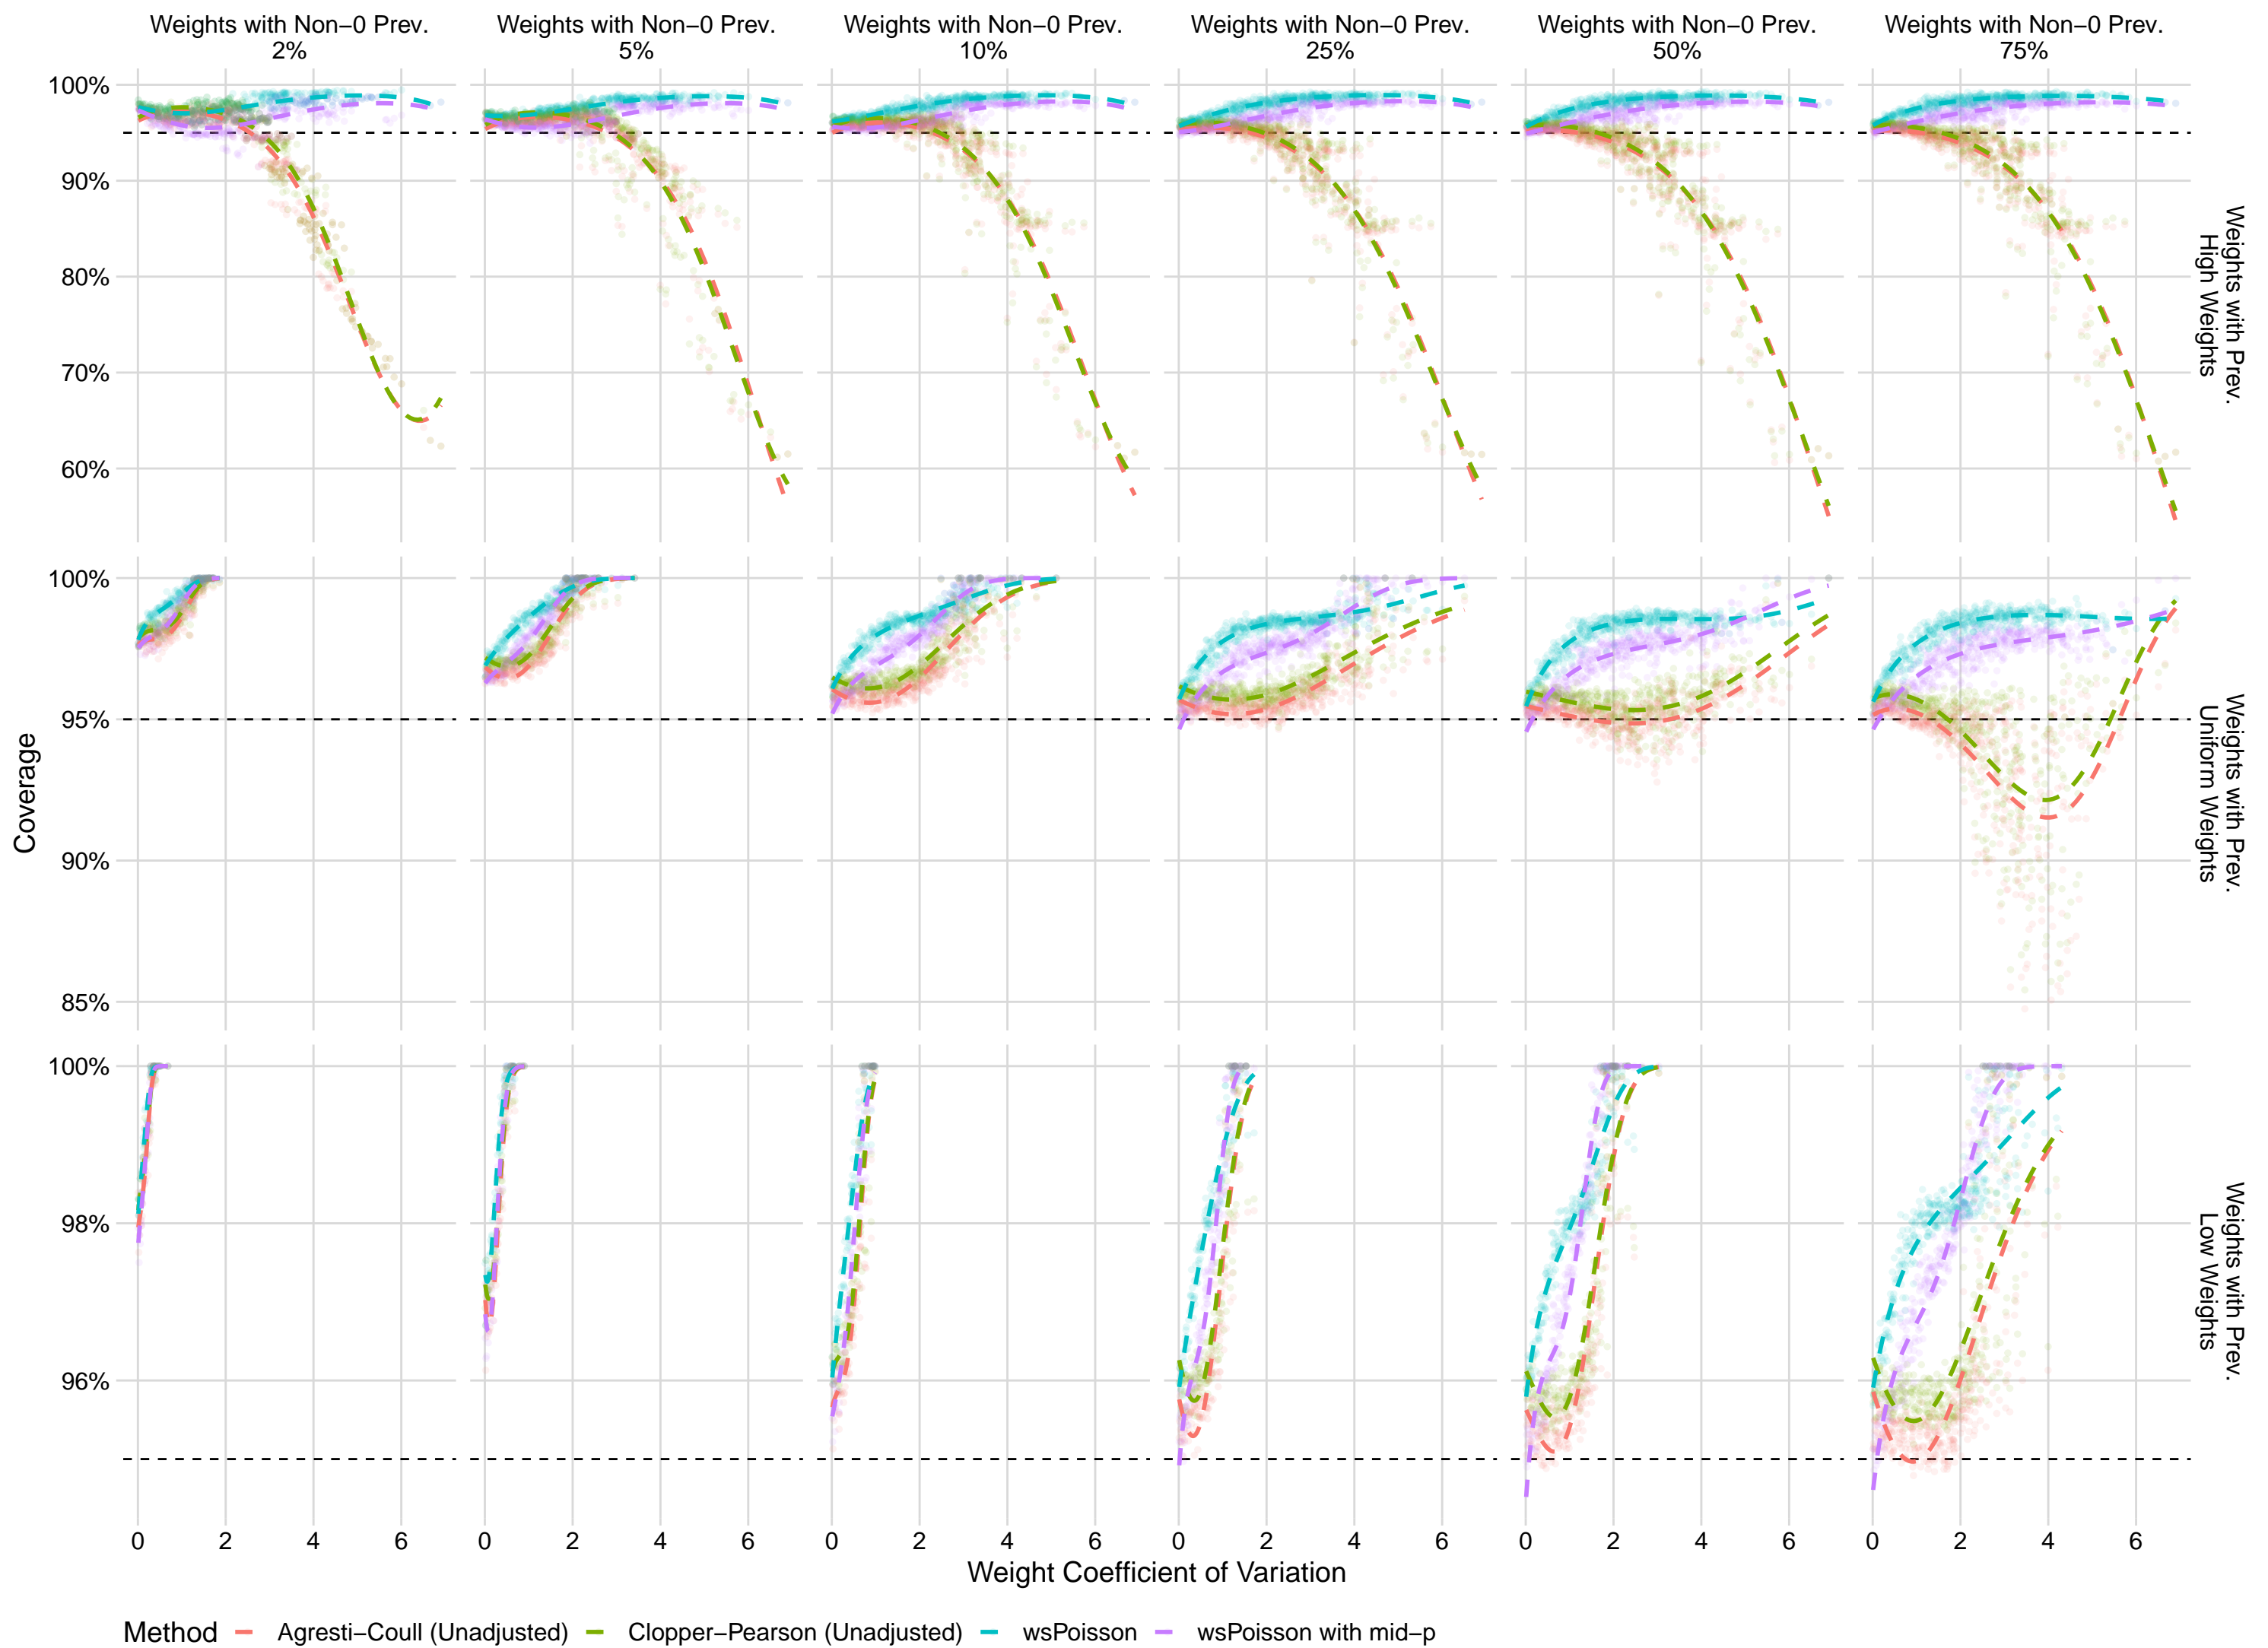 Weights with Non−0 Prev. Weights with Non−0 Prev. Weights with Non−0 Prev. Weights with Non−0 Prev. Weights with Non−0 Prev. Weights with Non−0 Prev.
2% 5% 10% 25% 50% 75%
100%
90%
80%
70%
60%
Weights with Prev.
High Weights
100%
95%
90%
85%
Weights with Prev.
Uniform Weights
Coverage
100%
98%
96%
Weights with Prev.
Low Weights
0 2 4 6 0 2 4 6 0 2 4 6 0 2 4 6 0 2 4 6 0 2 4 6
Weight Coefficient of Variation
Method Agresti−Coull (Unadjusted) Clopper−Pearson (Unadjusted) wsPoisson wsPoisson with mid−p